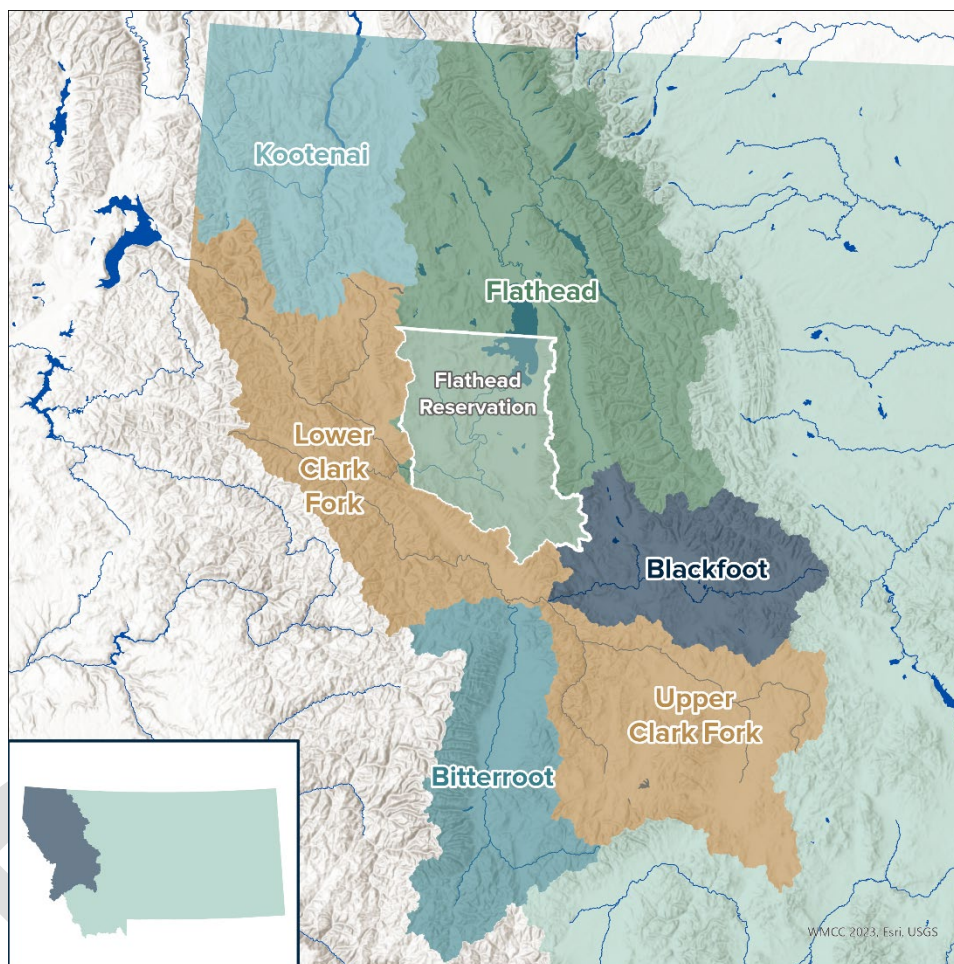 Kootenai
Flathead
Flathead
Reservation
Lower
Clark
Fork
Blackfoot
Upper
Clark Fork
Bitterroot
WMCC 2023, Esri, USGS